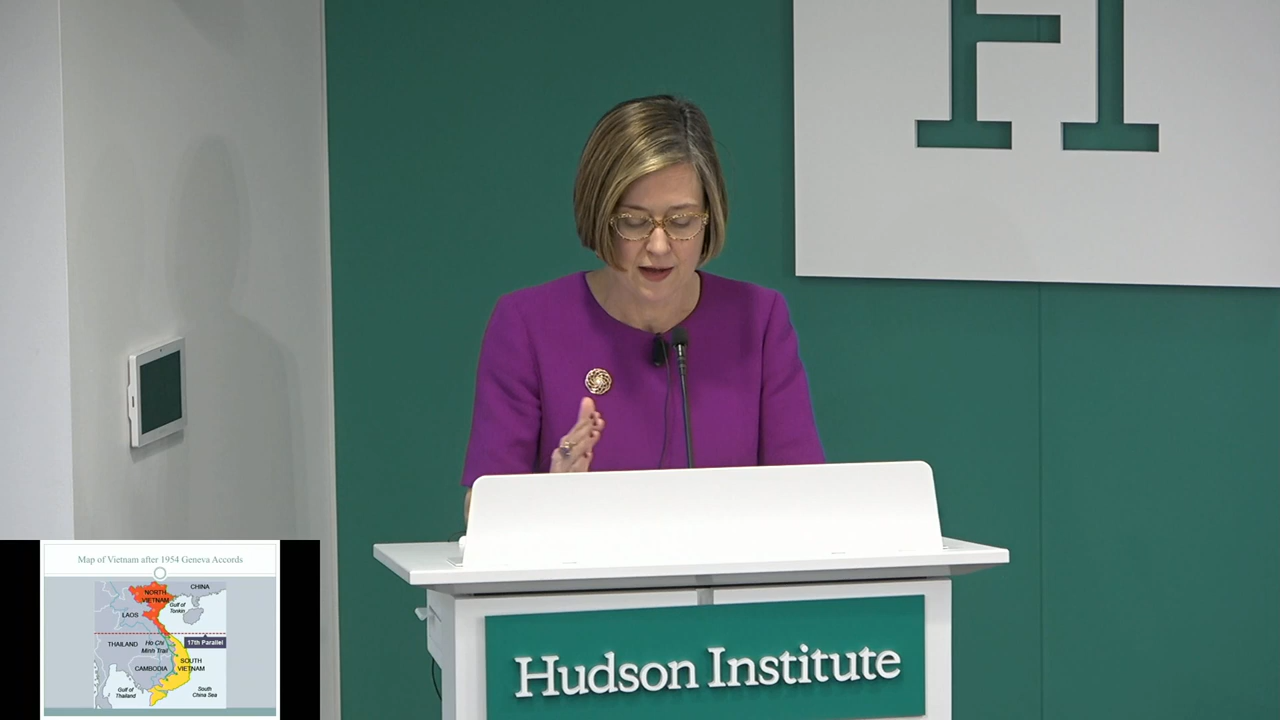 H
Hudson Institute
Map of Vietnam after 1954 Geneva Accords
CHINA
NORTH
VIETNAM
Gulf of
Tonkin
LAOS
17th Parallel
THAILAND
Ho Chi
Minh Trail
SOUTH
VIETNAM
CAMBODIA
Gulf of
Thailand
South
China Sea